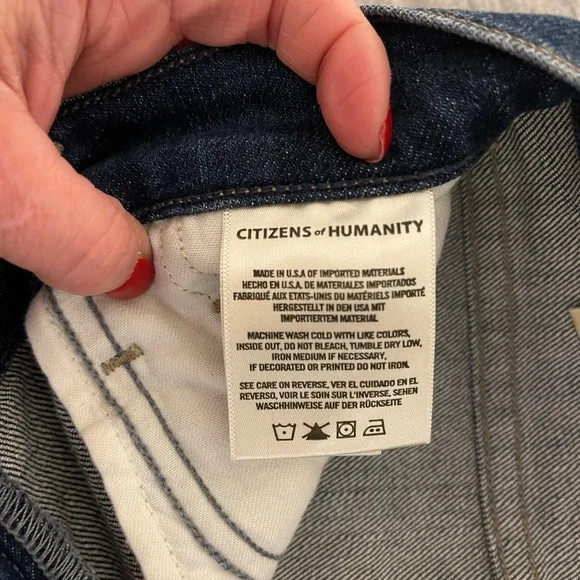 CITIZENS of HUMANITY
MADE IN U.S.A OF IMPORTED MATERIALS
HECHO EN U.S.A. DE MATERIALES IMPORTADOS
FABRIQUÉ AUX ETATS-UNIS DU MATÉRIELS IMPORTÉ
HERGESTELLT IN DEN USA MIT
IMPORTIERTEM MATERIAL
MACHINE WASH COLD WITH LIKE COLORS,
INSIDE OUT, DO NOT BLEACH, TUMBLE DRY LOW,
IRON MEDIUM IF NECESSARY,
IF DECORATED OR PRINTED DO NOT IRON.
SEE CARE ON REVERSE, VER EL CUIDADO EN EL
REVERSO, VOIR LE SOIN SUR L'INVERSE, SEHEN
WASCHHINWEISE AUF DER RÜCKSEITE